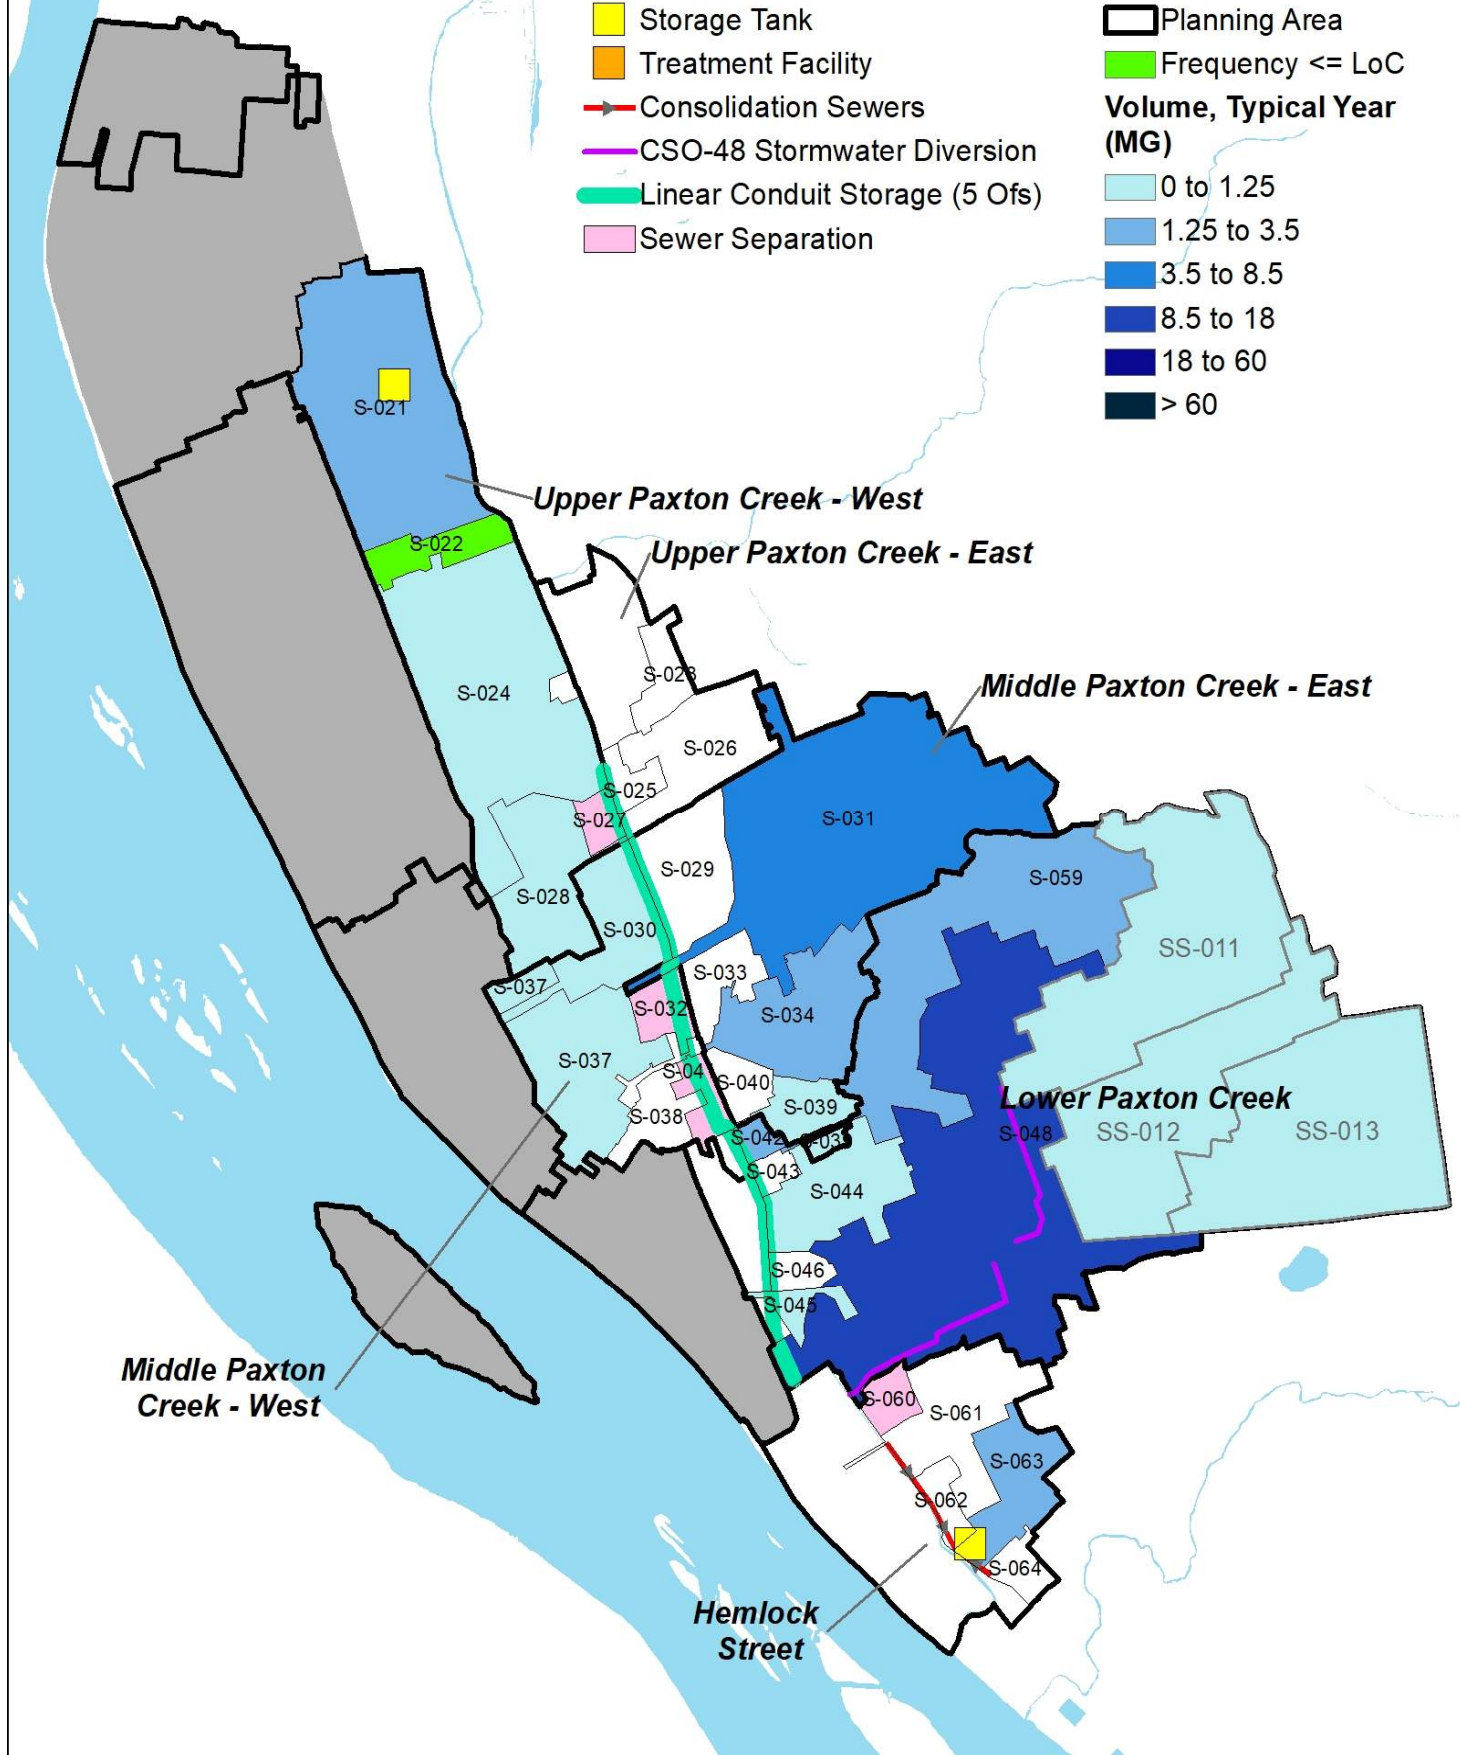 Storage Tank
Treatment Facility
Consolidation Sewers
CSO-48 Stormwater Diversion
Linear Conduit Storage (5 Ofs)
Sewer Separation
Planning Area
Frequency <= LoC
Volume, Typical Year
(MG)
0 to 1.25
1.25 to 3.5
3.5 to 8.5
8.5 to 18
18 to 60
> 60
S-021
Upper Paxton Creek - West
S-022
Upper Paxton Creek - East
S-023
Middle Paxton Creek - East
S-024
S-026
S-025
S-027
S-031
S-029
S-059
S-028
S-030
SS-011
S-033
S-037
S-032
S-034
S-037
S-04
S-040
S-039
Lower Paxton Creek
S-038
S-042
S-03
S-048
SS-012
SS-013
S-043
S-044
S-046
S-045
Middle Paxton
Creek - West
S-060
S-061
S-063
S-062
S-064
Hemlock
Street